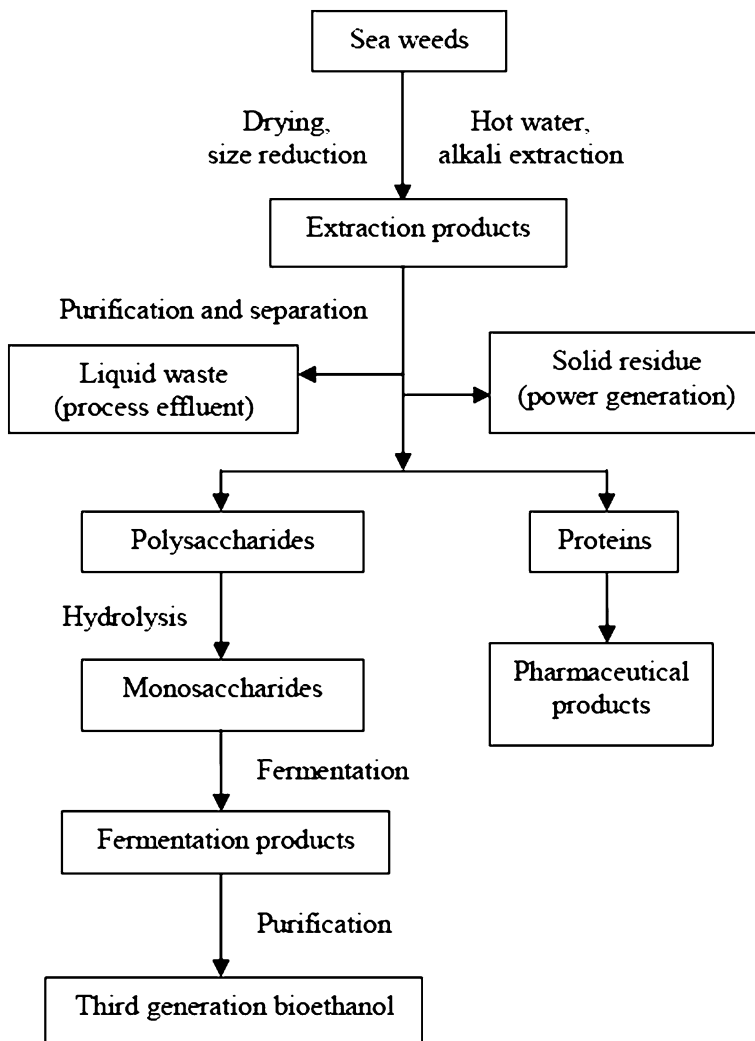 Sea weeds
Drying,
size reduction
Hot water,
alkali extraction
Extraction products
Purification and separation
Liquid waste
(process effluent)
Solid residue
(power generation)
Polysaccharides
Proteins
Hydrolysis
Monosaccharides
Pharmaceutical
products
Fermentation
Fermentation products
Purification
Third generation bioethanol